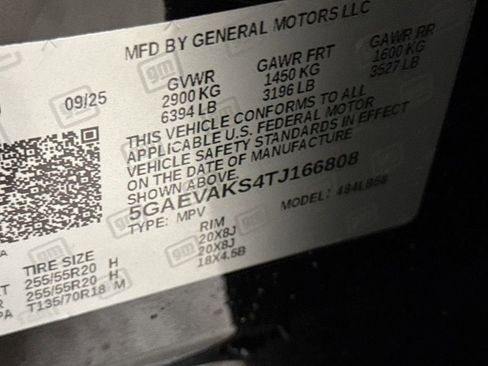 MFD BY GENERAL MOTORS LLC
09/25
GVWR GAWR FRT GAWR RR
2900 KG 1450 KG 1600 KG
6394 LB 3196 LB 3527 LB
THIS VEHICLE CONFORMS TO ALL
APPLICABLE U.S. FEDERAL MOTOR
VEHICLE SAFETY STANDARDS IN EFFECT
ON THE DATE OF MANUFACTURE
SHOWN ABOVE.
5GAEVAKS4TJ166808
TYPE: MPV MODEL:
TIRE SIZE RIM
255/55R20 H 20X8J
255/55R20 H 20X8J
T135/70R18 M 18X4.5B
gm